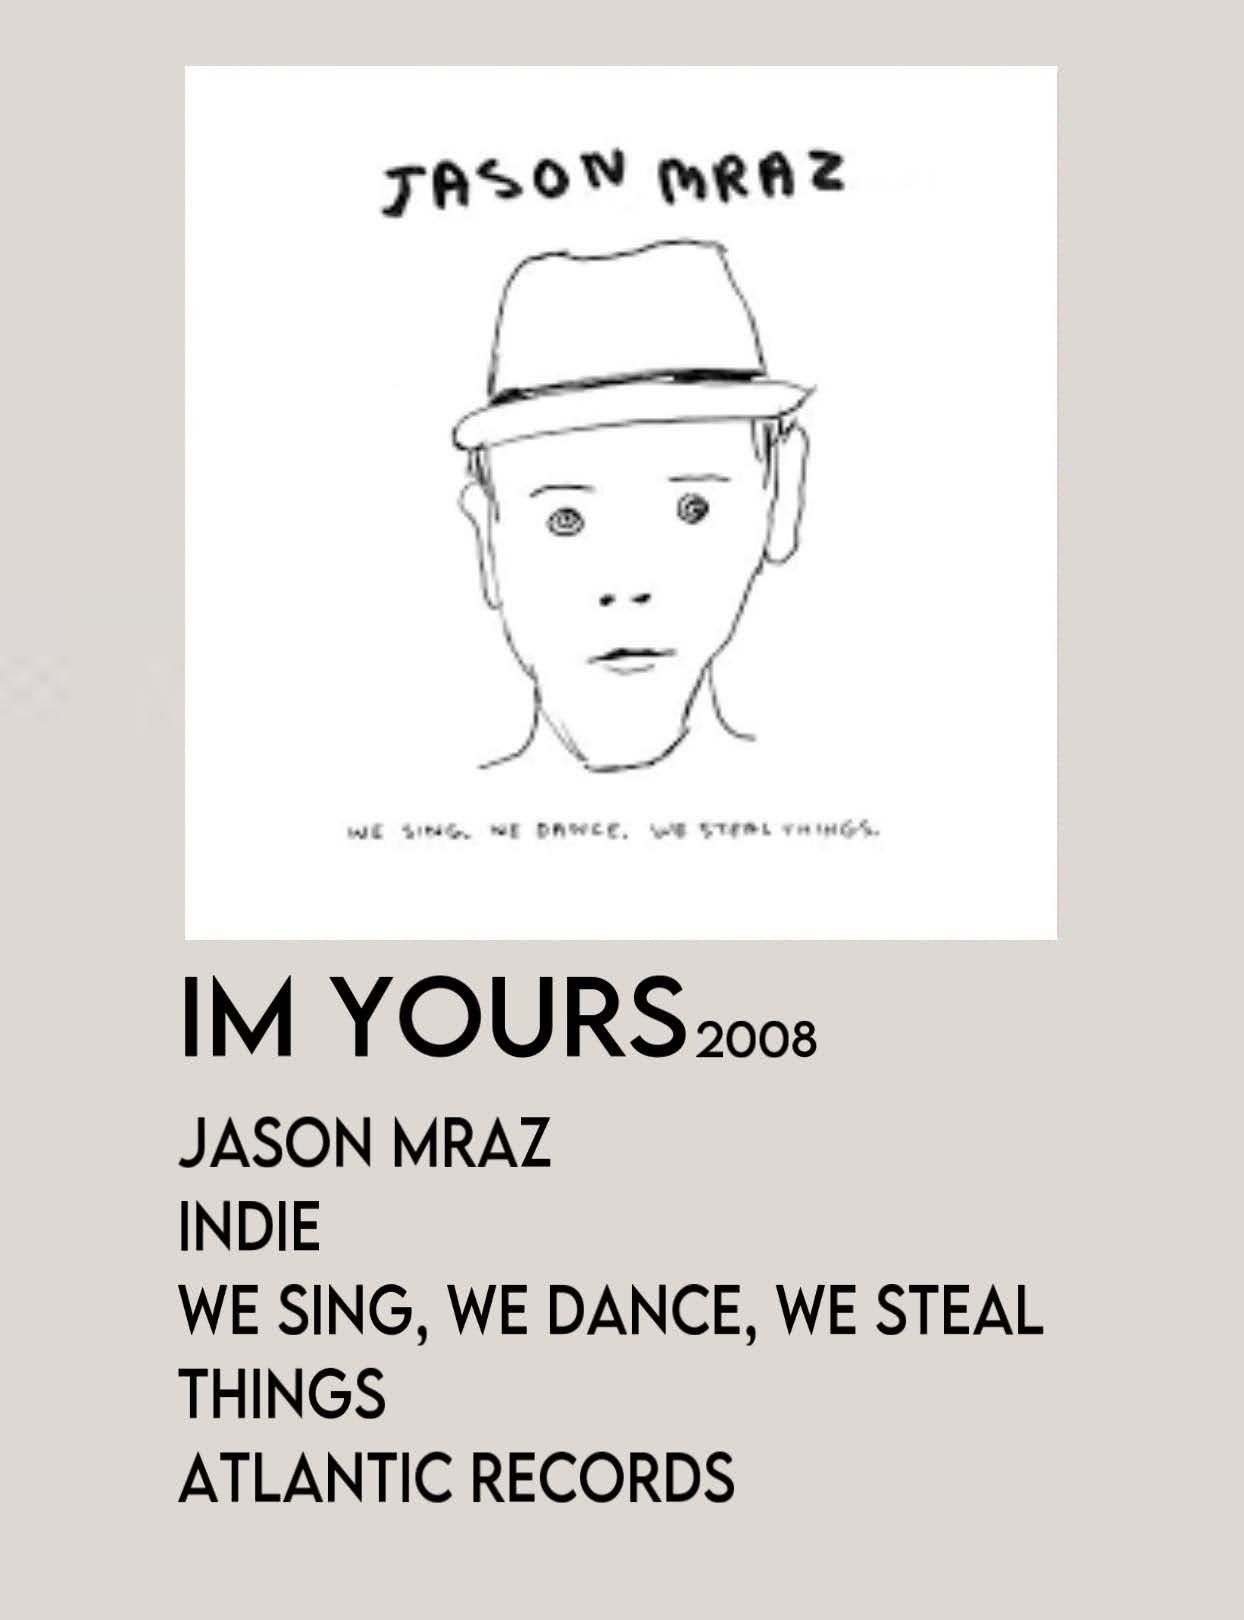 JASON MRAZ
WE SING. WE DANCE. WE STEAL THINGS.
IM YOURS 2008
JASON MRAZ
INDIE
WE SING, WE DANCE, WE STEAL
THINGS
ATLANTIC RECORDS